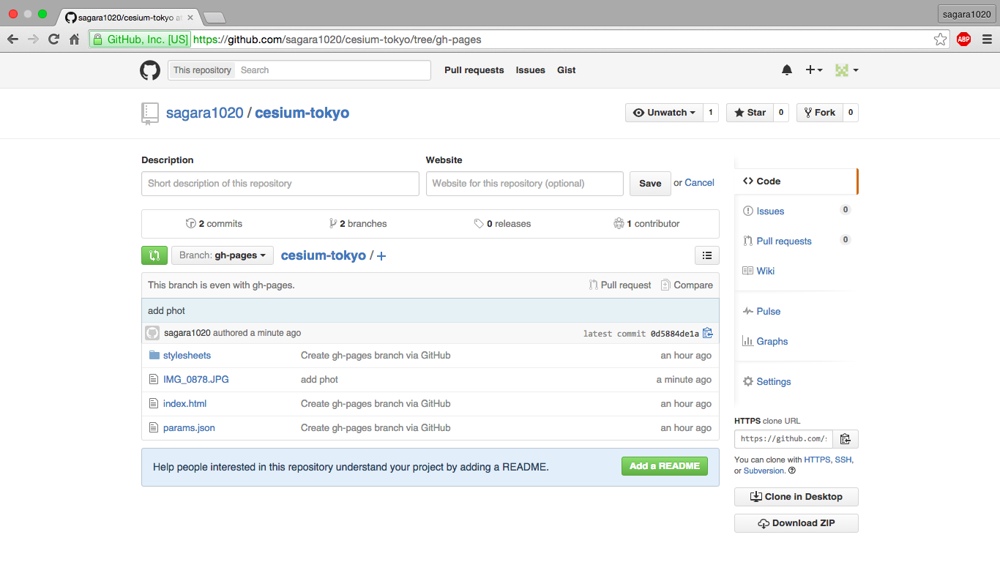 sagara1020/cesium-tokyo at
sagara1020
GitHub, Inc. [US] https://github.com/sagara1020/cesium-tokyo/tree/gh-pages
ABP
This repository Search Pull requests Issues Gist
sagara1020 / cesium-tokyo
Unwatch 1 Star 0 Fork 0
Description Website
Short description of this repository Website for this repository (optional) Save or Cancel
2 commits 2 branches 0 releases 1 contributor
Branch: gh-pages cesium-tokyo / +
This branch is even with gh-pages. Pull request Compare
add phot
sagara1020 authored a minute ago latest commit 0d5884de1a
stylesheets Create gh-pages branch via GitHub an hour ago
IMG_0878.JPG add phot a minute ago
index.html Create gh-pages branch via GitHub an hour ago
params.json Create gh-pages branch via GitHub an hour ago
Help people interested in this repository understand your project by adding a README. Add a README
Code
Issues 0
Pull requests 0
Wiki
Pulse
Graphs
Settings
HTTPS clone URL
https://github.com/s
You can clone with HTTPS, SSH,
or Subversion.
Clone in Desktop
Download ZIP